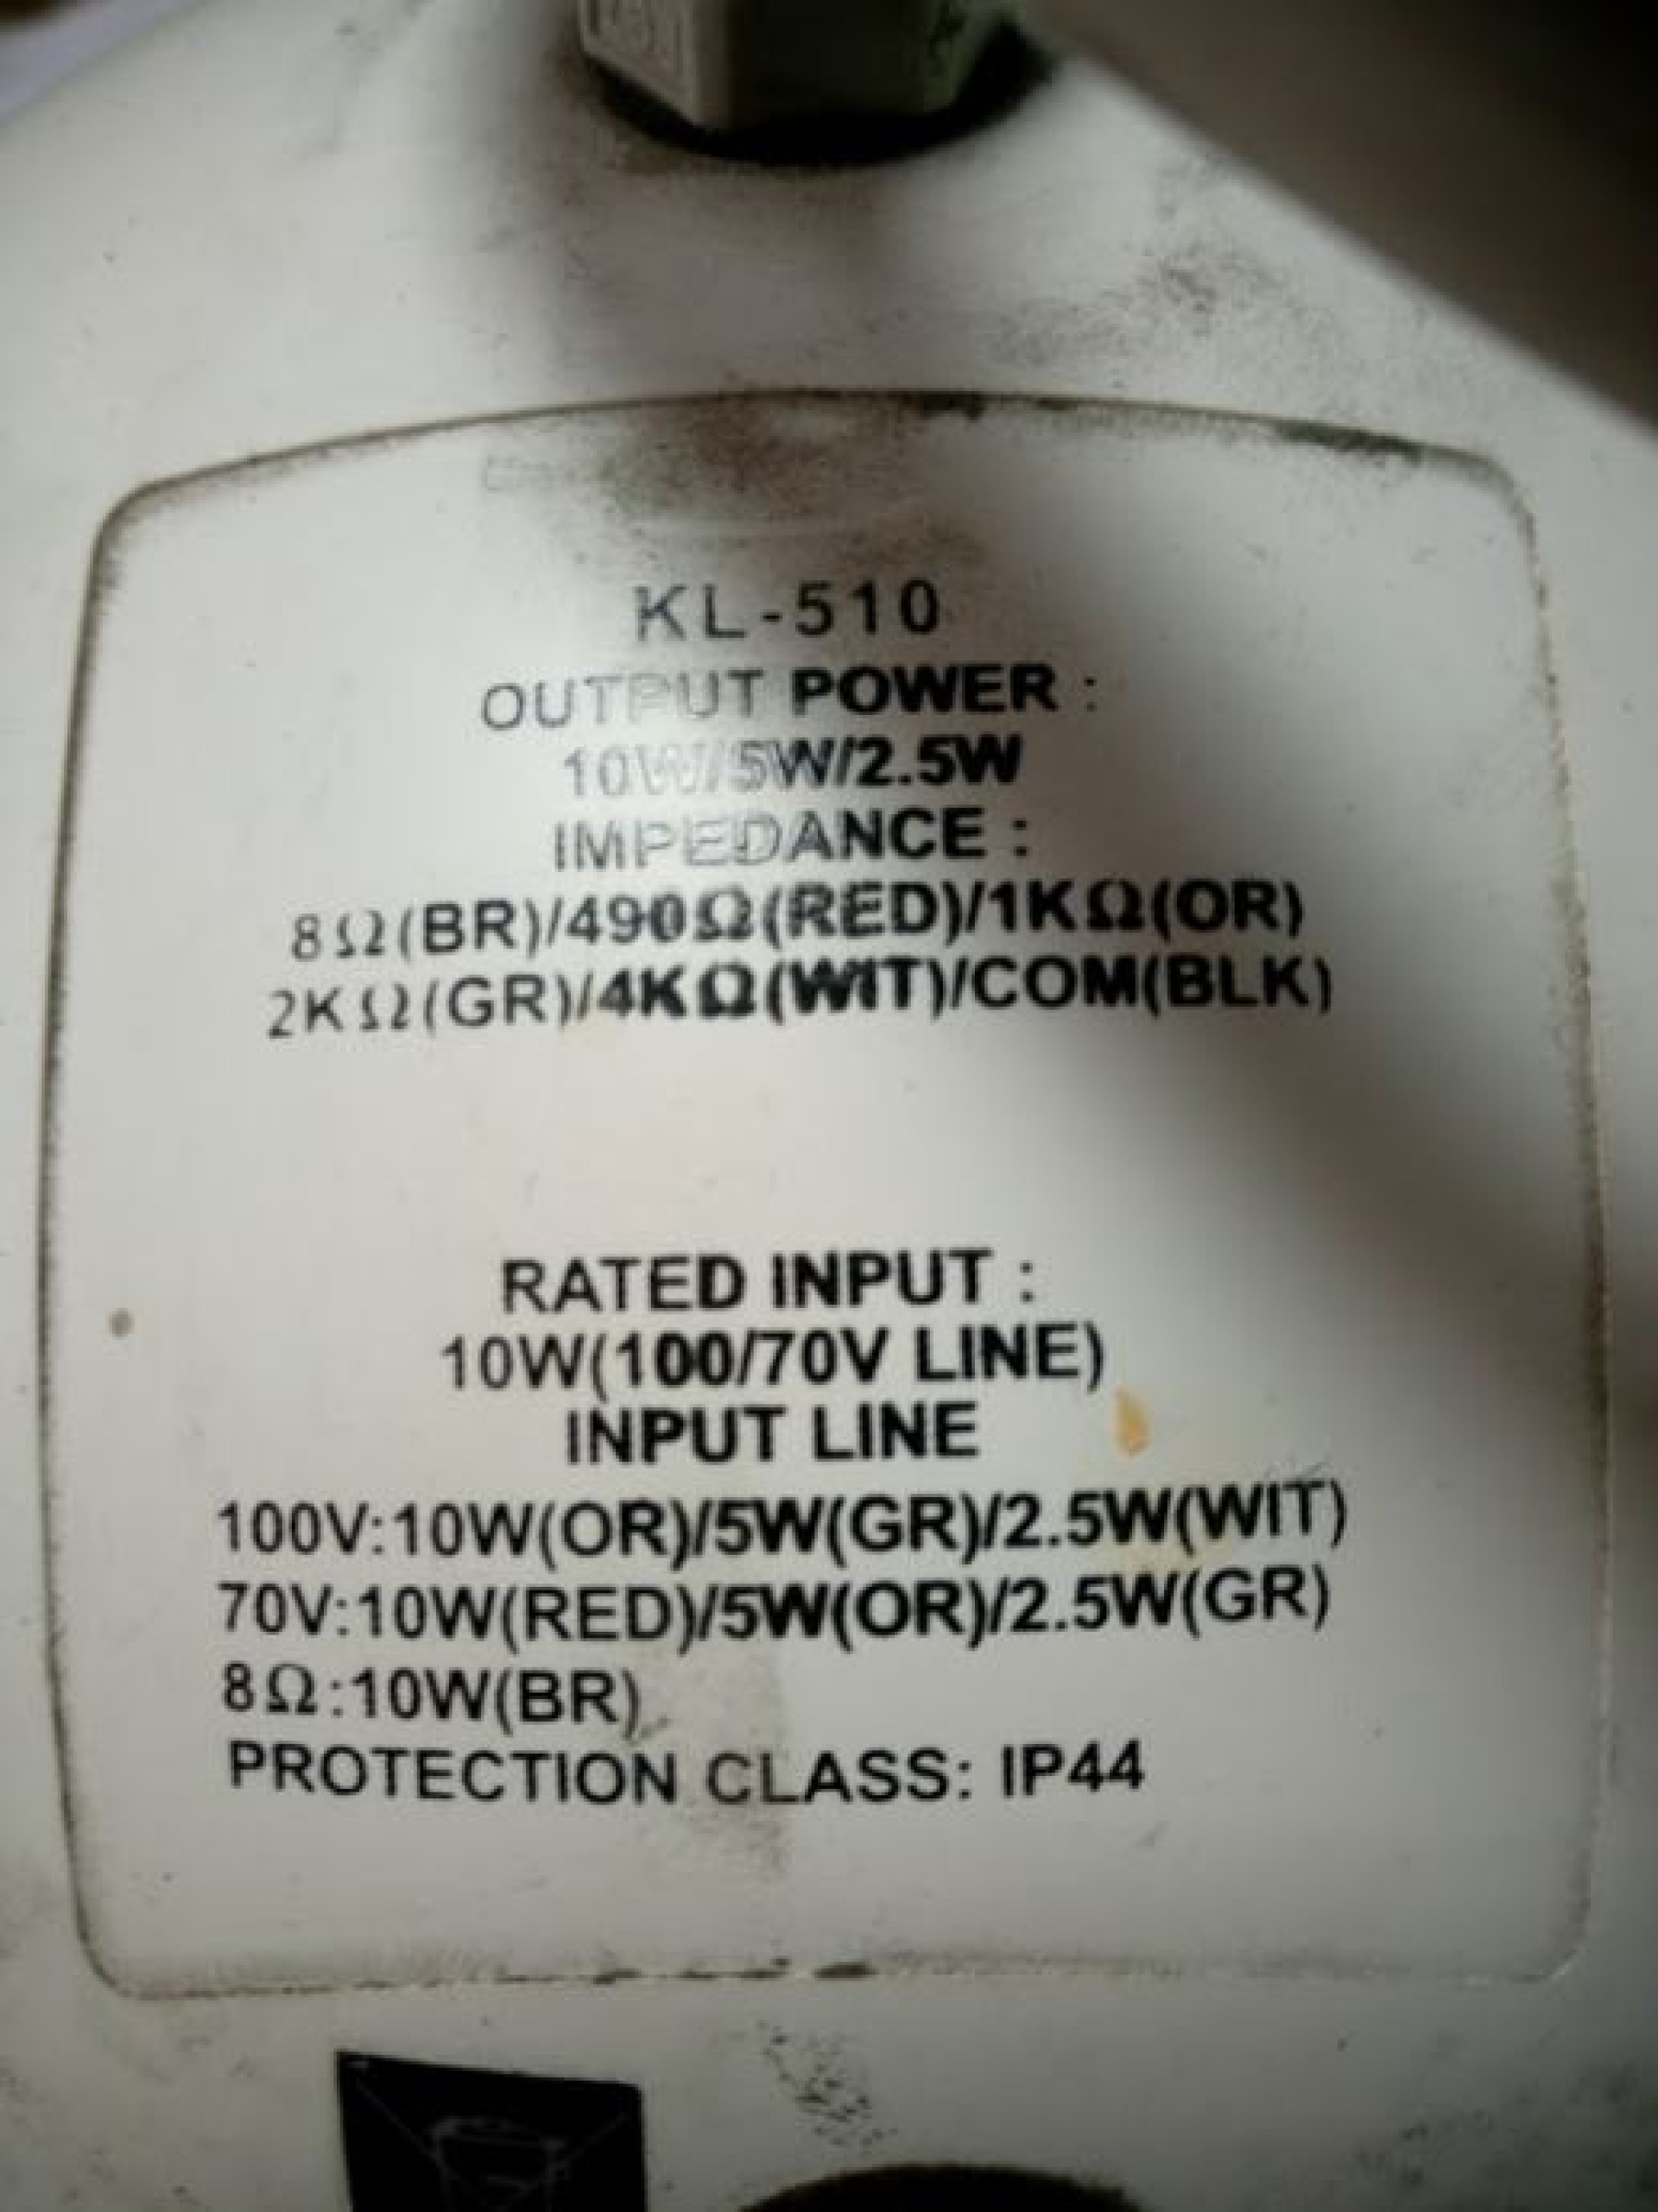 KL-510
OUTPUT POWER :
10W/5W/2.5W
IMPEDANCE :
8Ω(BR)/490Ω(RED)/1KΩ(OR)
2KΩ(GR)/4KΩ(WIT)/COM(BLK)
RATED INPUT :
10W(100/70V LINE)
INPUT LINE
100V:10W(OR)/5W(GR)/2.5W(WIT)
70V:10W(RED)/5W(OR)/2.5W(GR)
8Ω:10W(BR)
PROTECTION CLASS: IP44